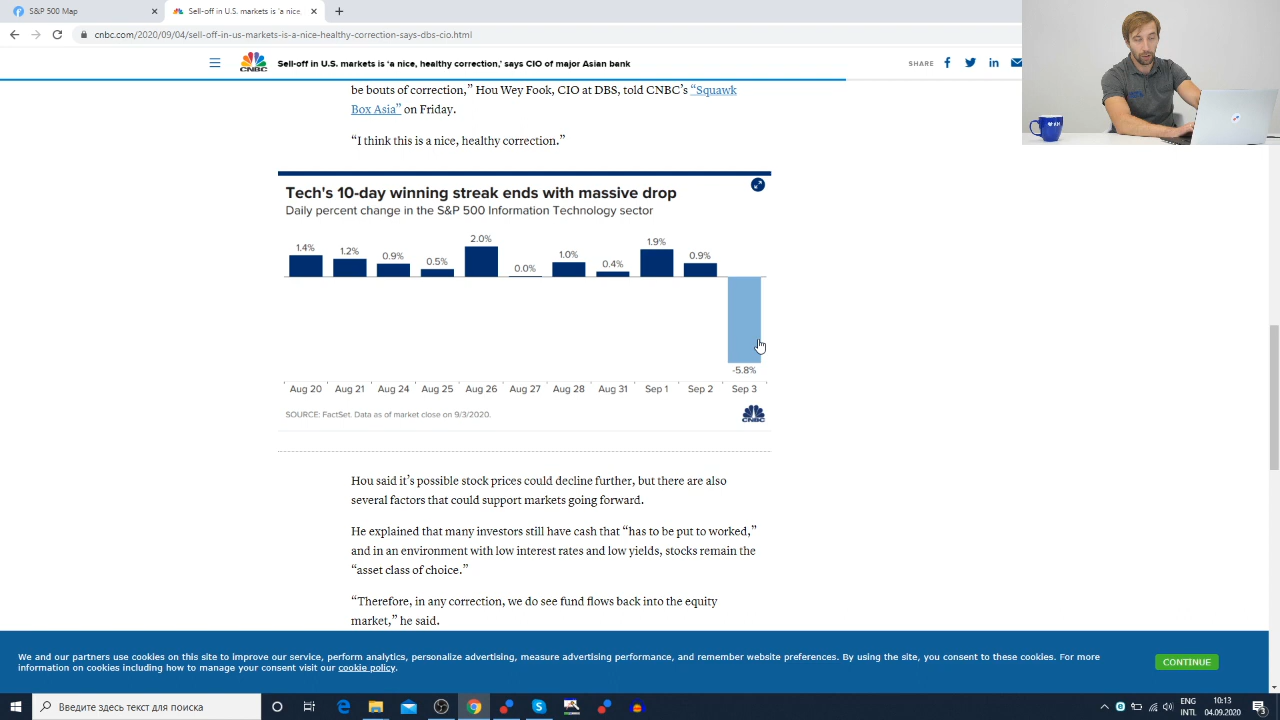 S&P 500 Map
Sell-off in U.S. markets is 'a nice
cnbc.com/2020/09/04/sell-off-in-us-markets-is-a-nice-healthy-correction-says-dbs-cio.html
CNBC
Sell-off in U.S. markets is ‘a nice, healthy correction,’ says CIO of major Asian bank
SHARE
be bouts of correction,” Hou Wey Fook, CIO at DBS, told CNBC’s “Squawk
Box Asia” on Friday.
“I think this is a nice, healthy correction.”
Tech's 10-day winning streak ends with massive drop
Daily percent change in the S&P 500 Information Technology sector
1.4% 1.2% 0.9% 0.5% 2.0% 0.0% 1.0% 0.4% 1.9% 0.9%
-5.8%
Aug 20 Aug 21 Aug 24 Aug 25 Aug 26 Aug 27 Aug 28 Aug 31 Sep 1 Sep 2 Sep 3
SOURCE: FactSet. Data as of market close on 9/3/2020.
CNBC
Hou said it’s possible stock prices could decline further, but there are also
several factors that could support markets going forward.
He explained that many investors still have cash that “has to be put to worked,”
and in an environment with low interest rates and low yields, stocks remain the
“asset class of choice.”
“Therefore, in any correction, we do see fund flows back into the equity
market,” he said.
We and our partners use cookies on this site to improve our service, perform analytics, personalize advertising, measure advertising performance, and remember website preferences. By using the site, you consent to these cookies. For more
information on cookies including how to manage your consent visit our cookie policy.
CONTINUE
Введите здесь текст для поиска
ENG
INTL
10:13
04.09.2020